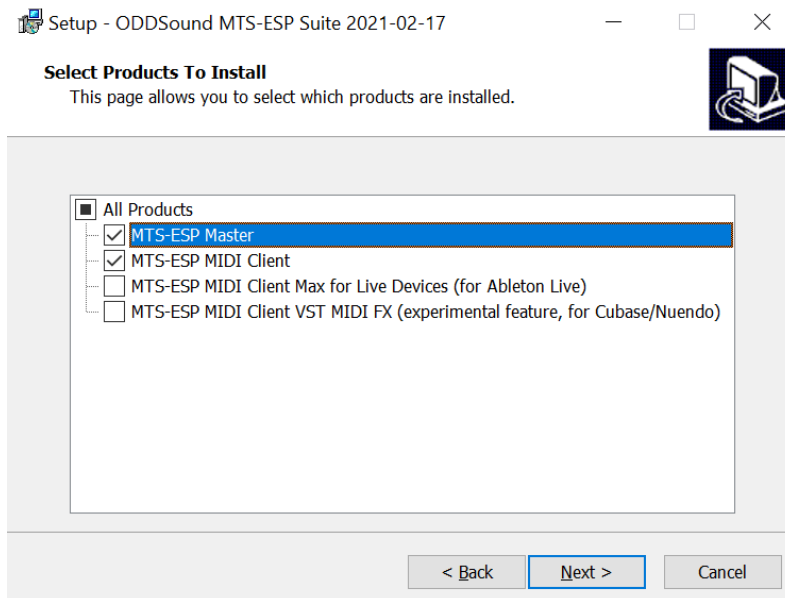 Setup - ODDSound MTS-ESP Suite 2021-02-17
Select Products To Install
This page allows you to select which products are installed.
All Products
MTS-ESP Master
MTS-ESP MIDI Client
MTS-ESP MIDI Client Max for Live Devices (for Ableton Live)
MTS-ESP MIDI Client VST MIDI FX (experimental feature, for Cubase/Nuendo)
< Back
Next >
Cancel